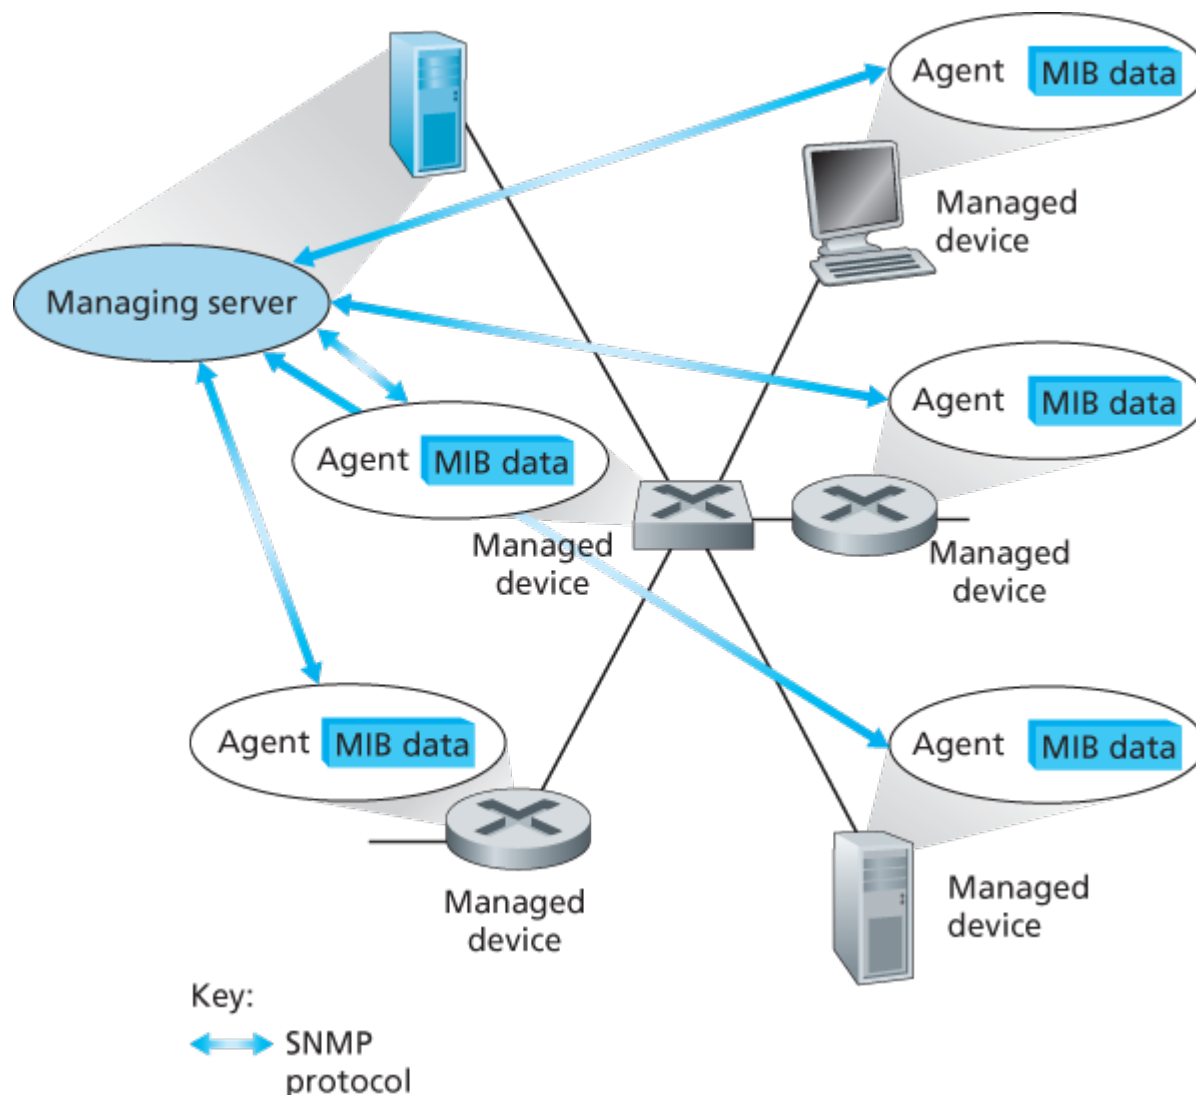 Agent MIB data
Managed
device
Managing server
Agent MIB data
Agent MIB data
Managed
device
Managed
device
Agent MIB data
Agent MIB data
Managed
device
Managed
device
Key:
SNMP
protocol